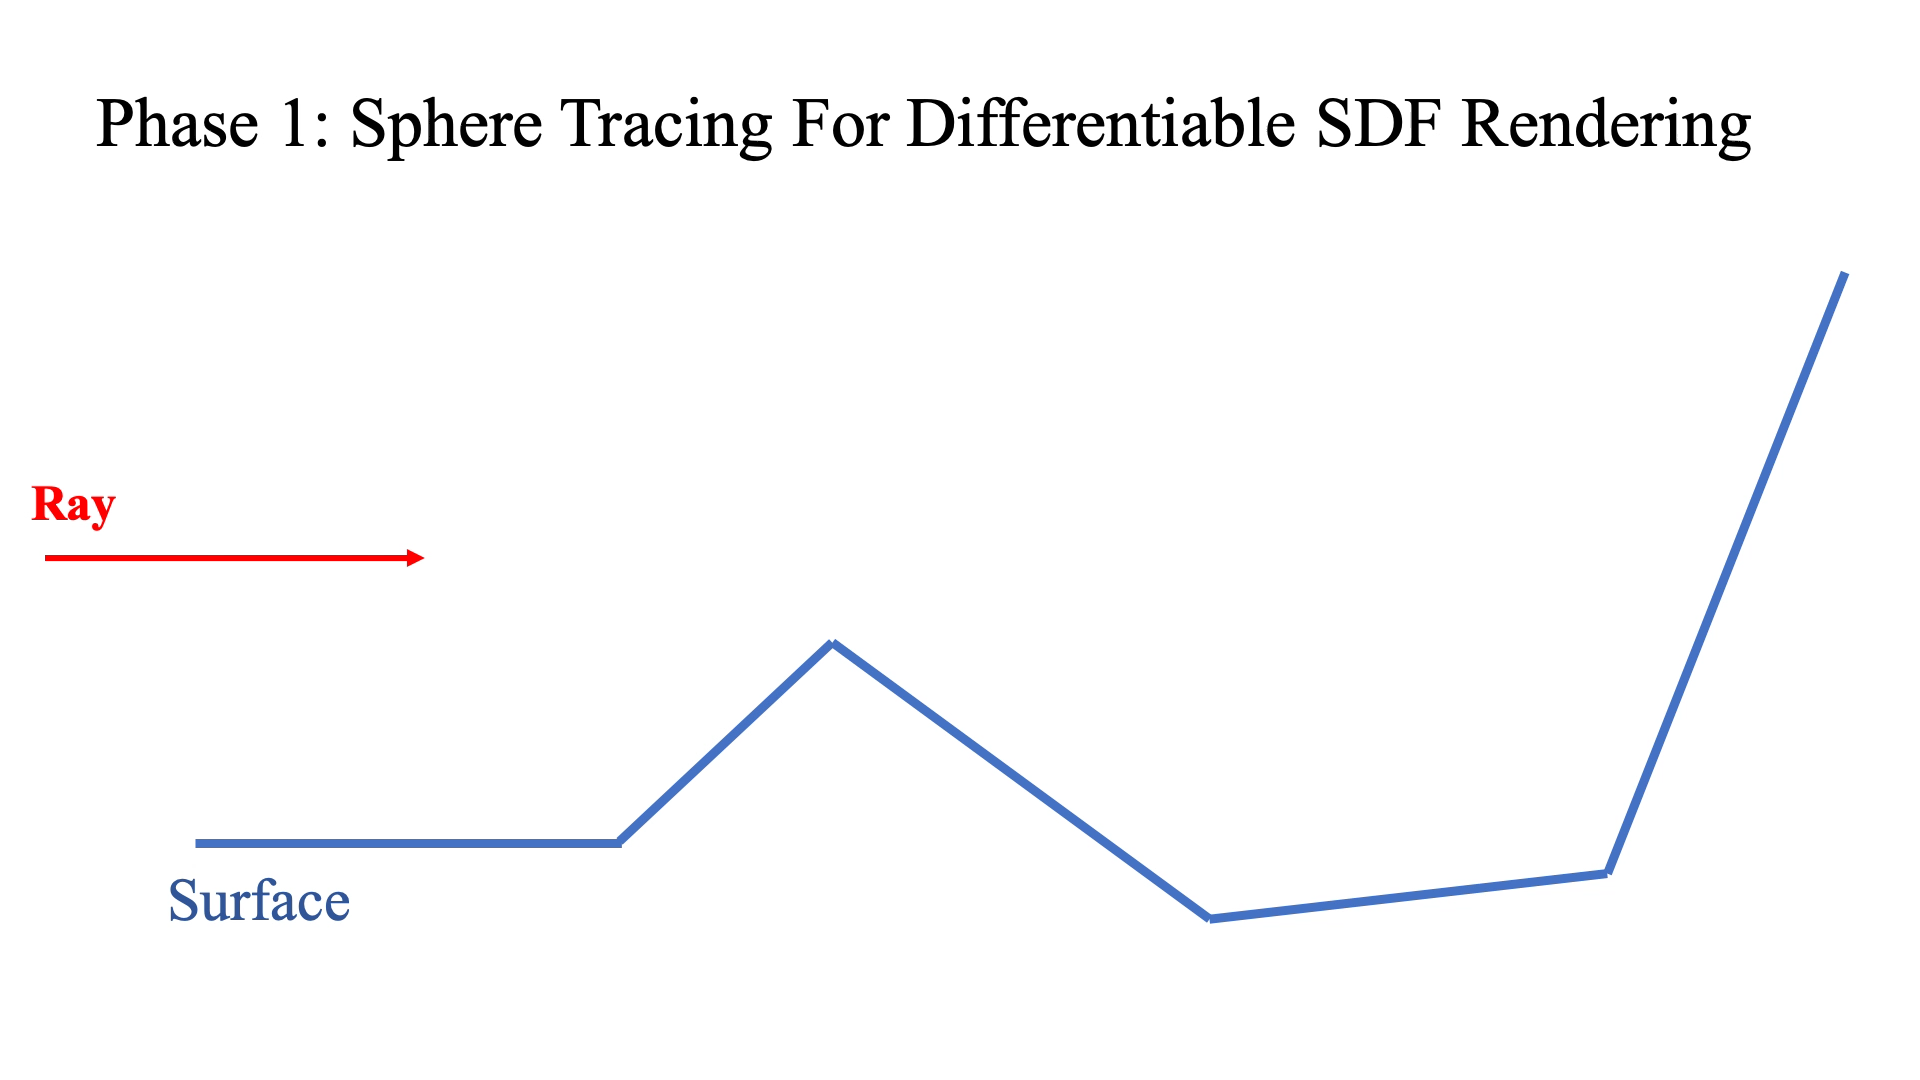 Phase 1: Sphere Tracing For Differentiable SDF Rendering
Ray
Surface